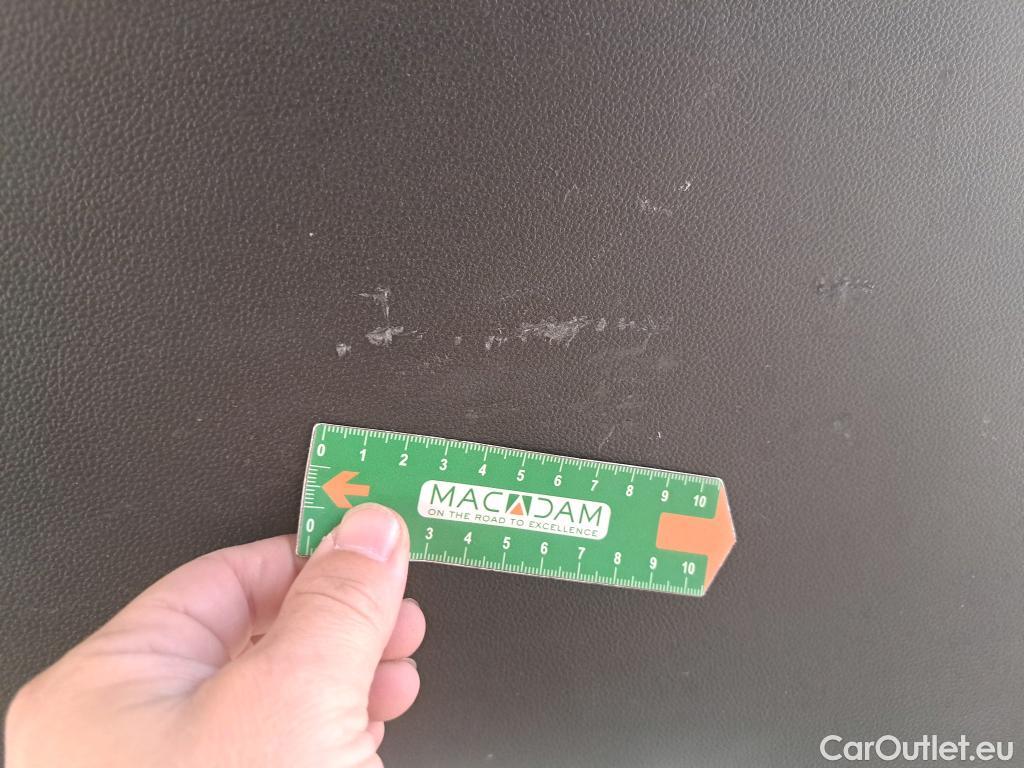 0 1 2 3 4 5 6 7 8 9 10
MACADAM
ON THE ROAD TO EXCELLENCE
0 3 4 5 6 7 8 9 10
CarOutlet.eu